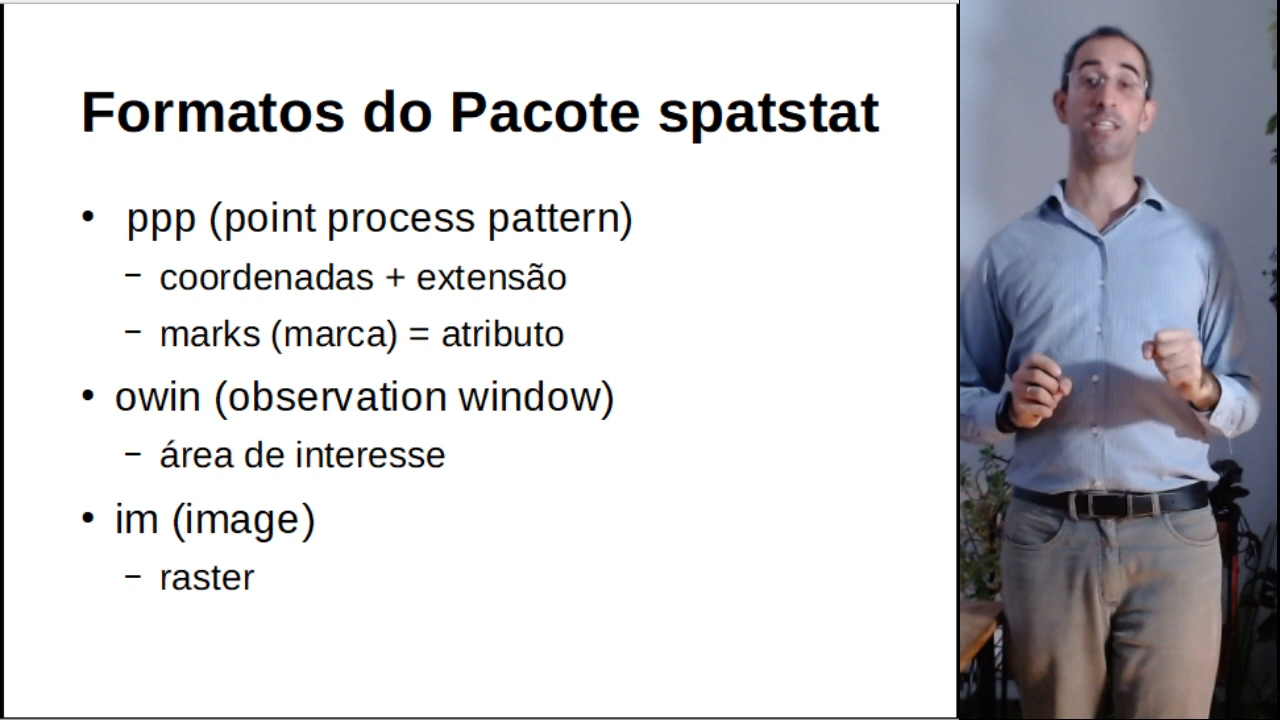 Formatos do Pacote spatstat
• ppp (point process pattern)
– coordenadas + extensão
– marks (marca) = atributo
• owin (observation window)
– área de interesse
• im (image)
– raster